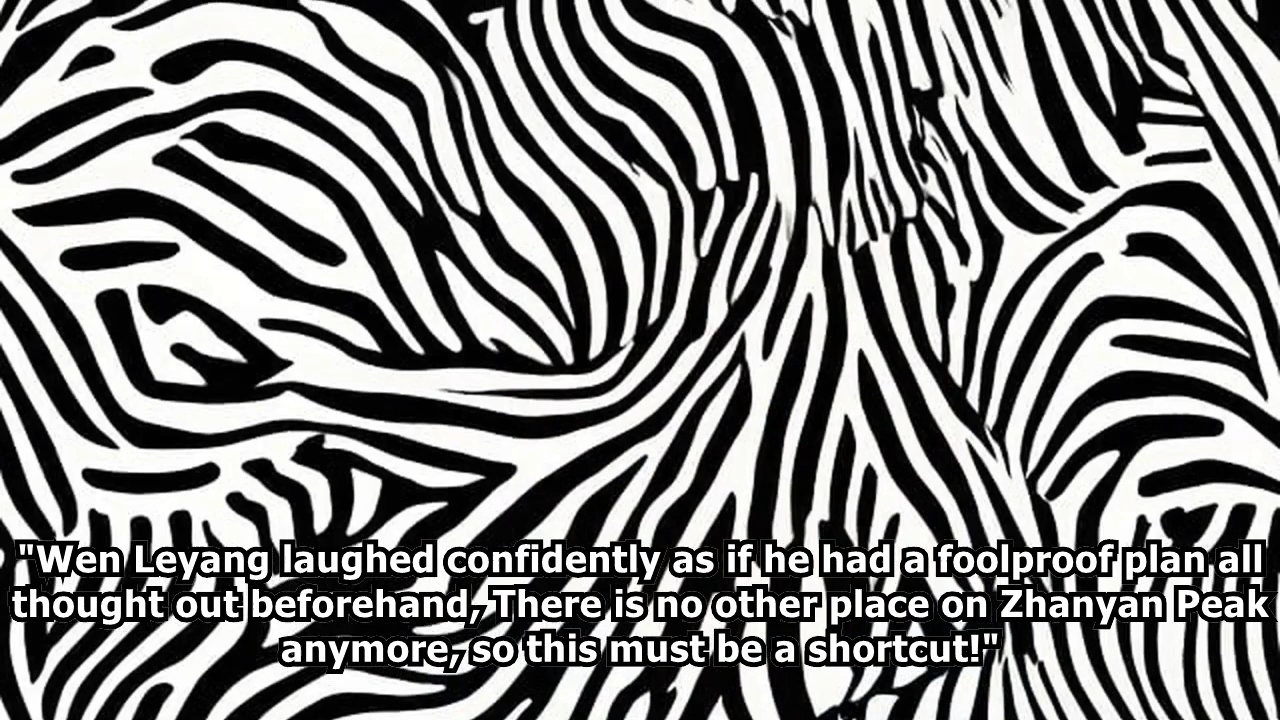 "Wen Leyang laughed confidently as if he had a foolproof plan all
thought out beforehand, There is no other place on Zhanyan Peak
anymore, so this must be a shortcut!"